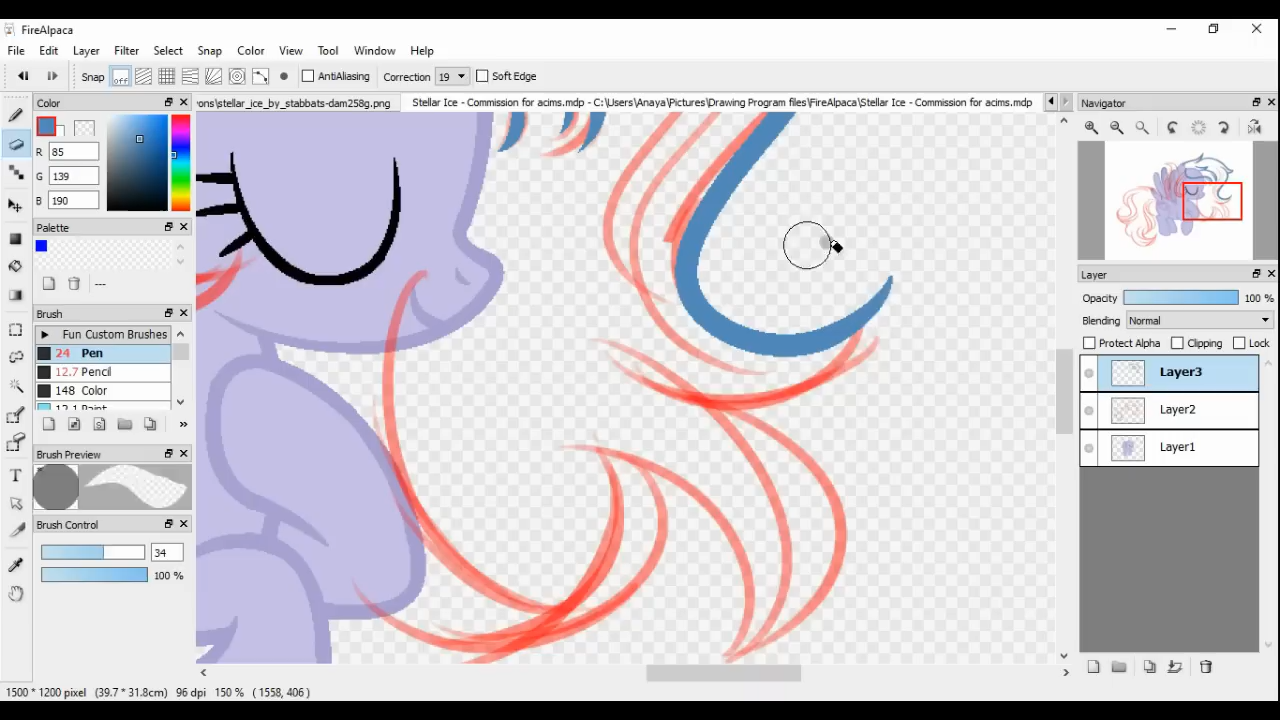 FireAlpaca
File Edit Layer Filter Select Snap Color View Tool Window Help
Snap off AntiAliasing Correction 19 Soft Edge
Color
ons\stellar_ice_by_stabbats-dam258g.png
Stellar Ice - Commission for acims.mdp - C:\Users\Anaya\Pictures\Drawing Program files\FireAlpaca\Stellar Ice - Commission for acims.mdp
Navigator
R 85
G 139
B 190
Palette
---
Brush
Fun Custom Brushes
24 Pen
12.7 Pencil
148 Color
12.1 Paint
Brush Preview
Brush Control
34
100 %
Layer
Opacity 100 %
Blending Normal
Protect Alpha Clipping Lock
Layer3
Layer2
Layer1
1500 * 1200 pixel (39.7 * 31.8cm) 96 dpi 150 % ( 1558, 406 )